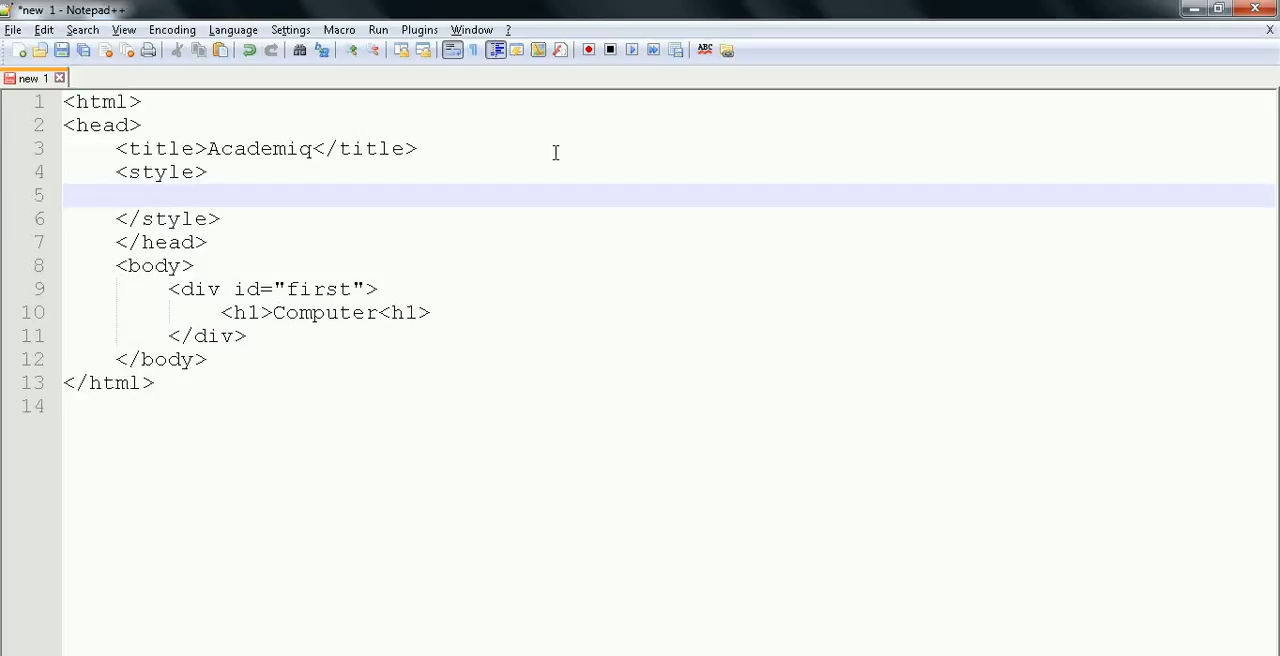 *new 1 - Notepad++
File Edit Search View Encoding Language Settings Macro Run Plugins Window ? X
ABC
new 1
1 <html>
2 <head>
3 <title>Academiq</title>
4 <style>
5
6 </style>
7 </head>
8 <body>
9 <div id="first">
10 <h1>Computer<h1>
11 </div>
12 </body>
13 </html>
14